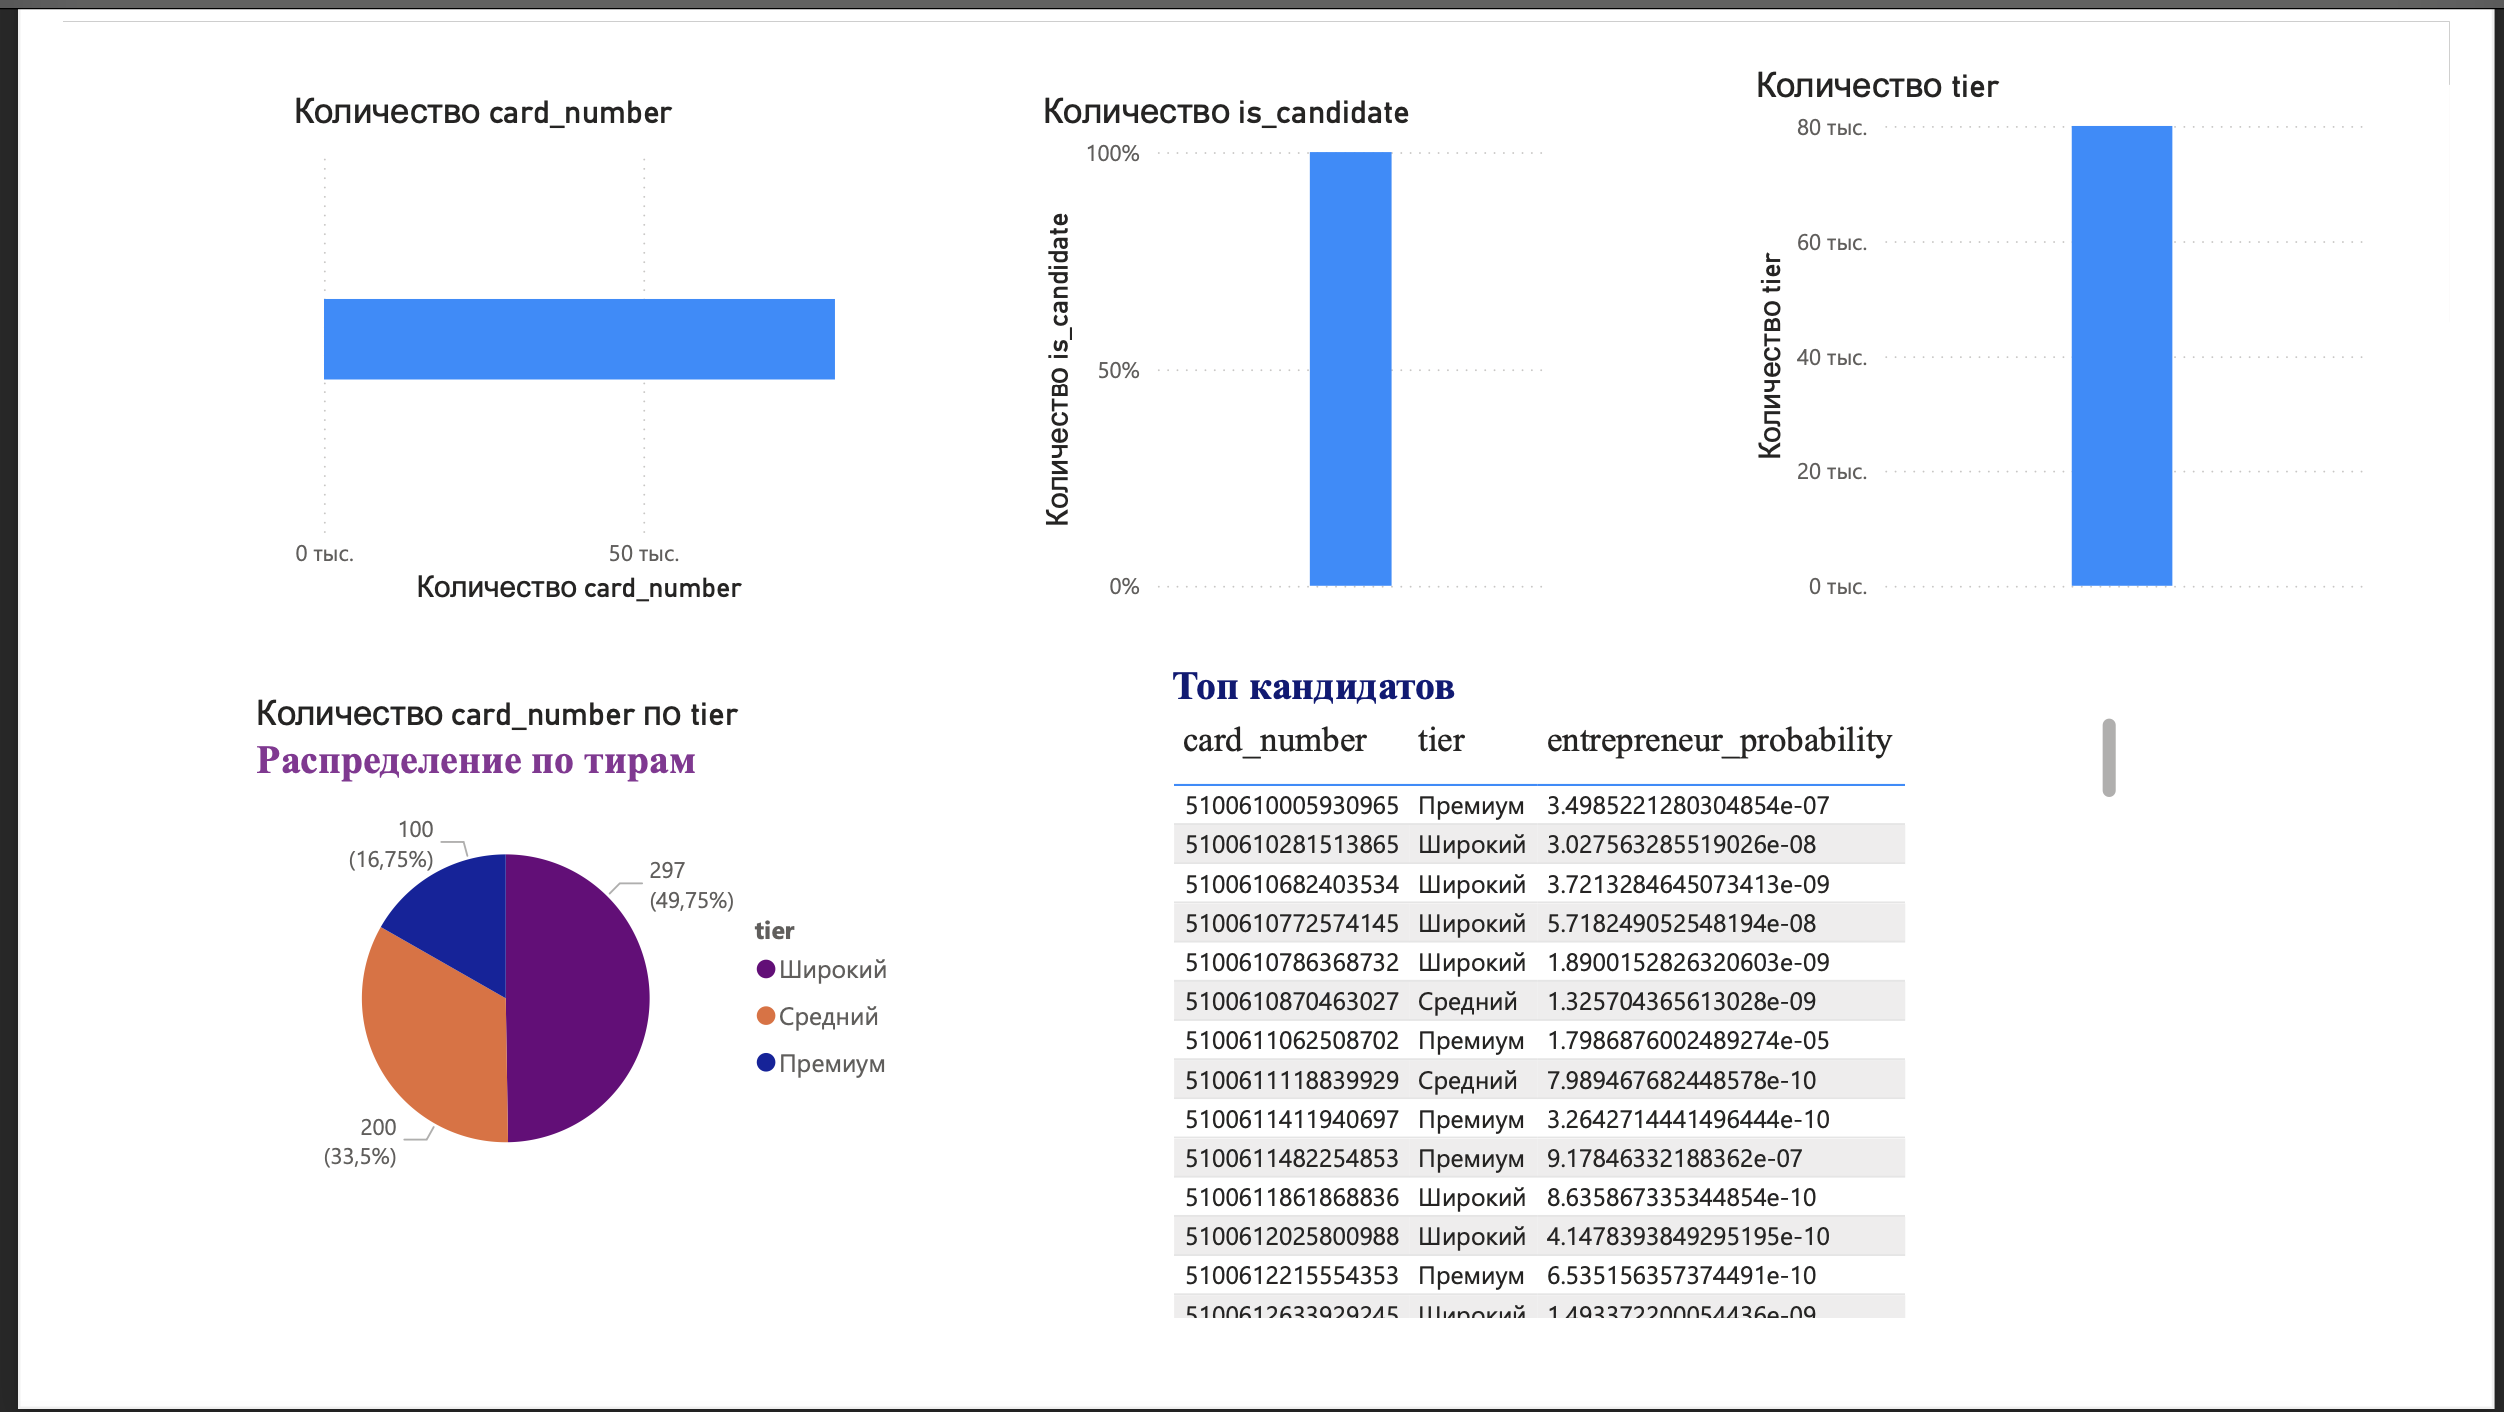 Количество card_number
0 тыс.
50 тыс.
Количество card_number
Количество is_candidate
Количество is_candidate
100%
50%
0%
Количество tier
Количество tier
80 тыс.
60 тыс.
40 тыс.
20 тыс.
0 тыс.
Количество card_number по tier
Распределение по тирам
100
(16,75%)
297
(49,75%)
200
(33,5%)
tier
Широкий
Средний
Премиум
Топ кандидатов
card_number tier entrepreneur_probability
5100610005930965 Премиум 3.4985221280304854e-07
5100610281513865 Широкий 3.027563285519026e-08
5100610682403534 Широкий 3.7213284645073413e-09
5100610772574145 Широкий 5.718249052548194e-08
5100610786368732 Широкий 1.8900152826320603e-09
5100610870463027 Средний 1.325704365613028e-09
5100611062508702 Премиум 1.7986876002489274e-05
5100611118839929 Средний 7.989467682448578e-10
5100611411940697 Премиум 3.2642714441496444e-10
5100611482254853 Премиум 9.17846332188362e-07
5100611861868836 Широкий 8.635867335344854e-10
5100612025800988 Широкий 4.1478393849295195e-10
5100612215554353 Премиум 6.535156357374491e-10
5100612633929245 Широкий 1.493372200054436e-09